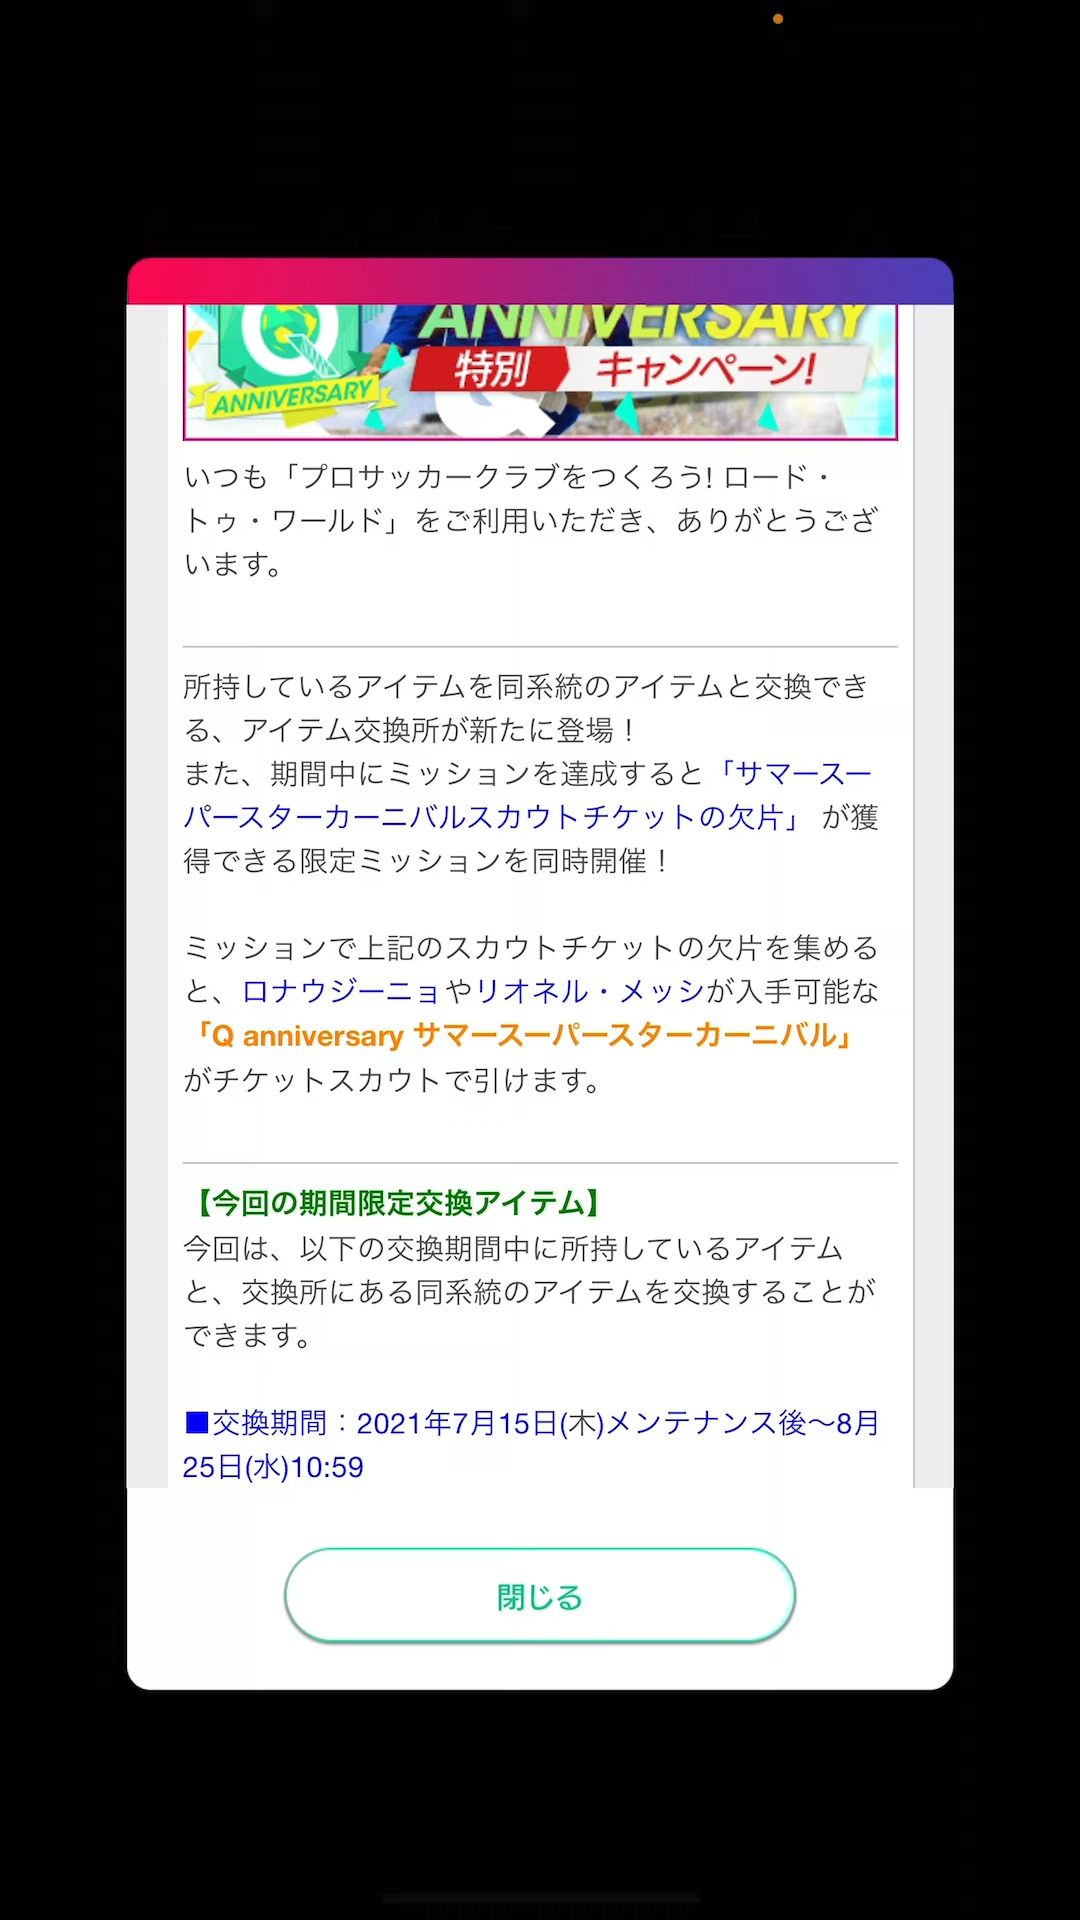 ANNIVERSARY
特別 キャンペーン!
ANNIVERSARY
いつも「プロサッカークラブをつくろう! ロード・
トゥ・ワールド」をご利用いただき、ありがとうござ
います。
所持しているアイテムを同系統のアイテムと交換でき
る、アイテム交換所が新たに登場！
また、期間中にミッションを達成すると「サマースー
パースターカーニバルスカウトチケットの欠片」 が獲
得できる限定ミッションを同時開催！
ミッションで上記のスカウトチケットの欠片を集める
と、ロナウジーニョやリオネル・メッシが入手可能な
「Q anniversary サマースーパースターカーニバル」
がチケットスカウトで引けます。
【今回の期間限定交換アイテム】
今回は、以下の交換期間中に所持しているアイテム
と、交換所にある同系統のアイテムを交換することが
できます。
■交換期間：2021年7月15日(木)メンテナンス後～8月
25日(水)10:59
閉じる